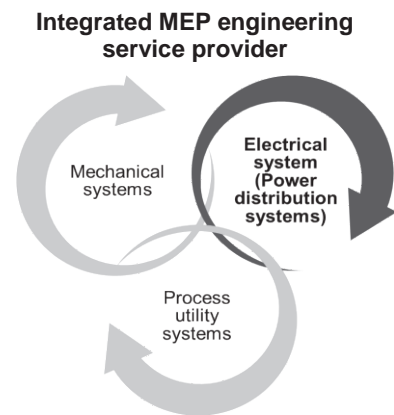 Integrated MEP engineering
service provider
Mechanical
systems
Electrical
system
(Power
distribution
systems)
Process
utility
systems